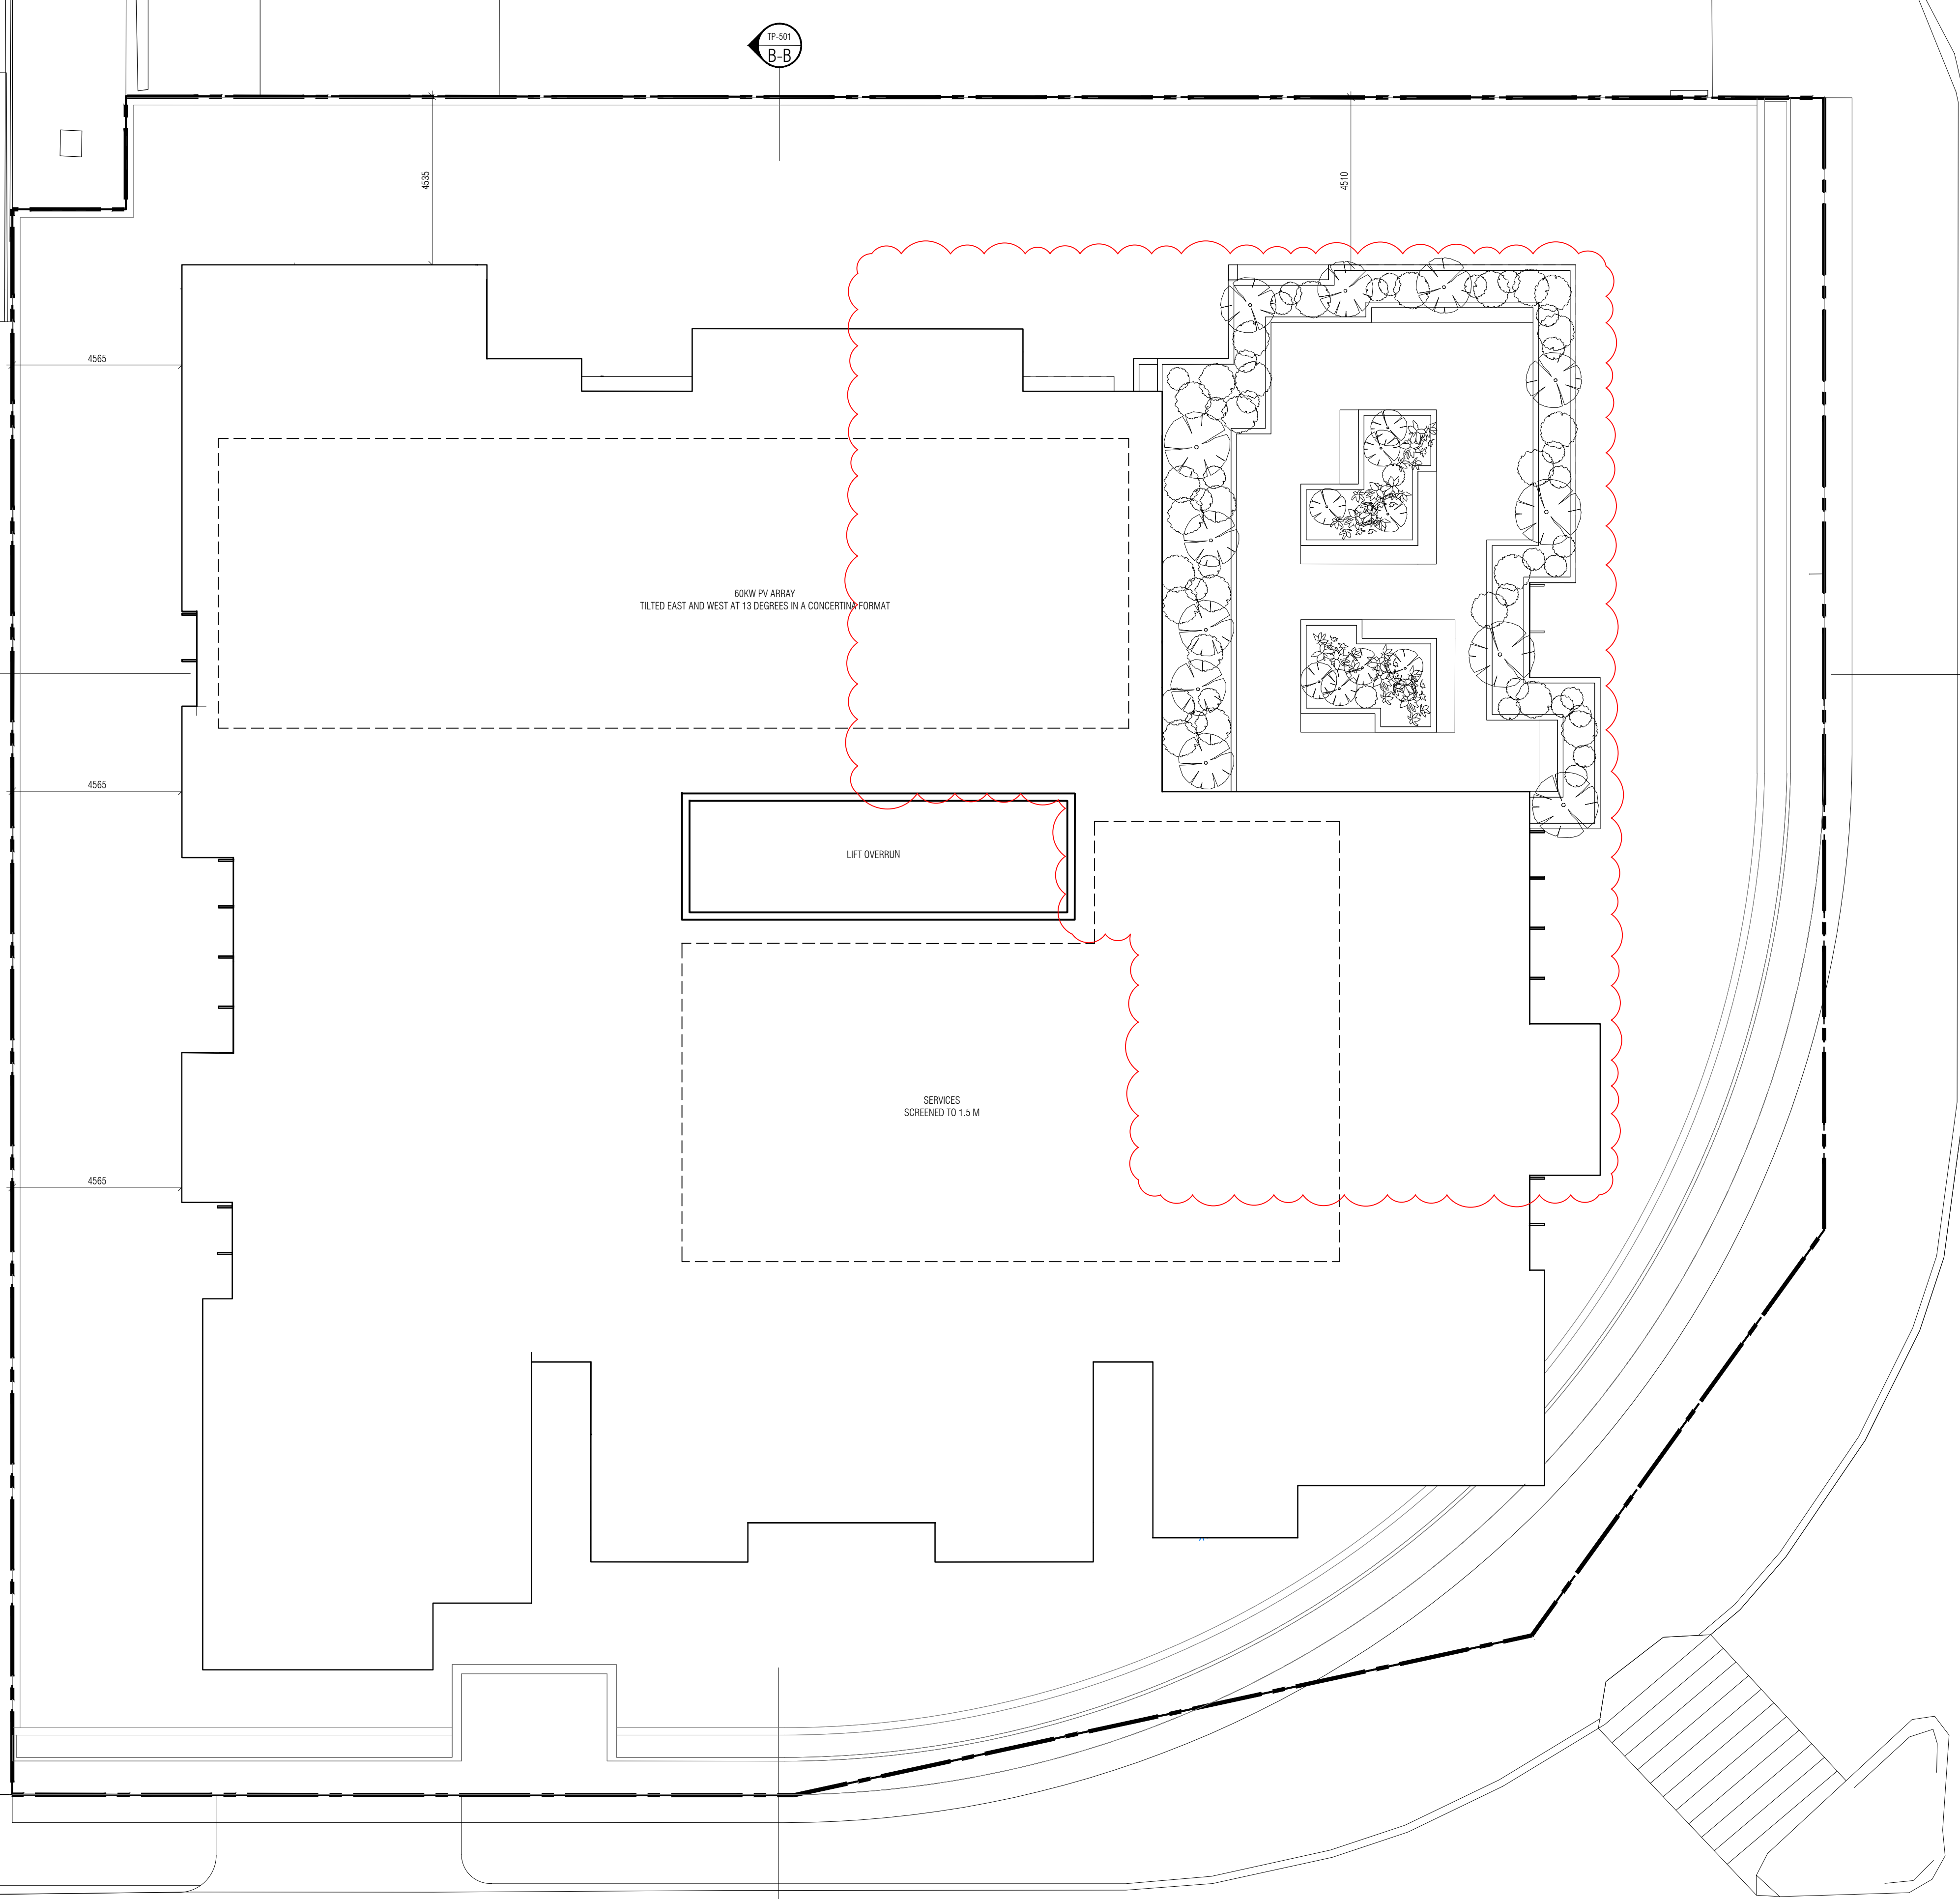 TP-501
B-B
4535
4510
4565
60KW PV ARRAY
TILTED EAST AND WEST AT 13 DEGREES IN A CONCERTINA FORMAT
4565
LIFT OVERRUN
SERVICES
SCREENED TO 1.5 M
4565